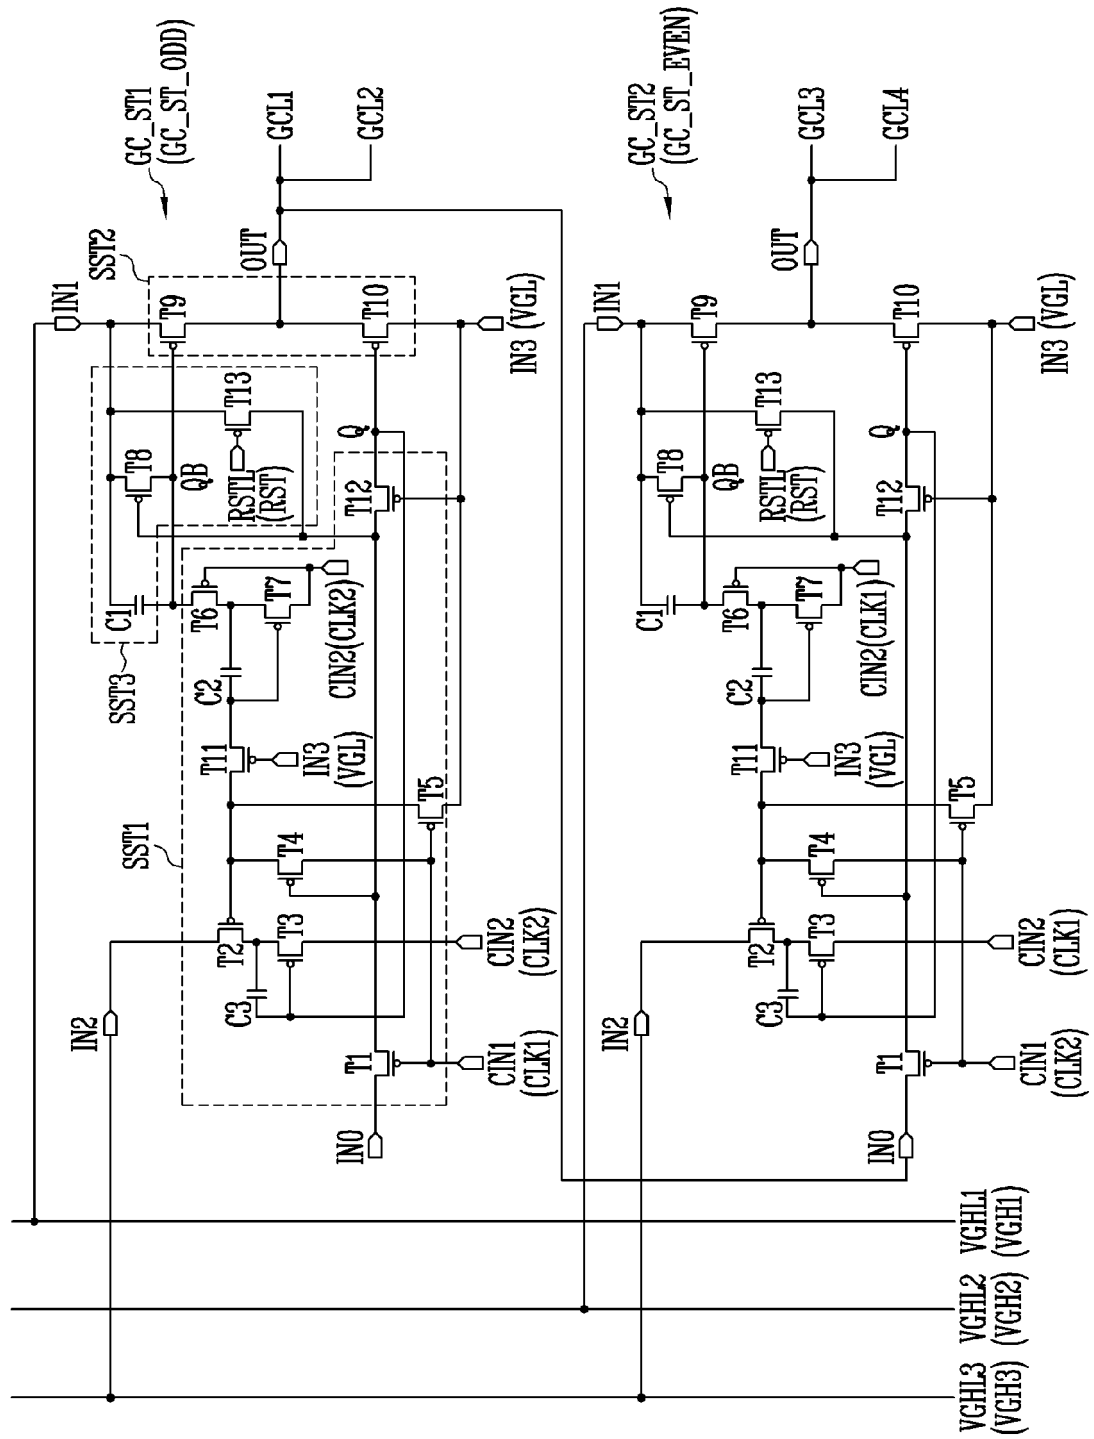 GC_ST1
(GC_ST_ODD)
SST2
IN1
T9
OUT
GCL1
GCL2
T10
IN3 (VGL)
SST3
C1
T8
QB
T13
RSTL
(RST)
Q
T12
T6
T7
CIN2(CLK2)
C2
T11
IN3
(VGL)
SST1
T5
T4
T2
T3
C3
CIN2
(CLK2)
IN2
T1
CIN1
(CLK1)
IN0
GC_ST2
(GC_ST_EVEN)
IN1
T9
OUT
GCL3
GCL4
T10
IN3 (VGL)
C1
T8
QB
T13
RSTL
(RST)
Q
T12
T6
T7
CIN2(CLK1)
C2
T11
IN3
(VGL)
T5
T4
T2
T3
C3
CIN2
(CLK1)
IN2
T1
CIN1
(CLK2)
IN0
VGHL1
(VGH1)
VGHL2
(VGH2)
VGHL3
(VGH3)